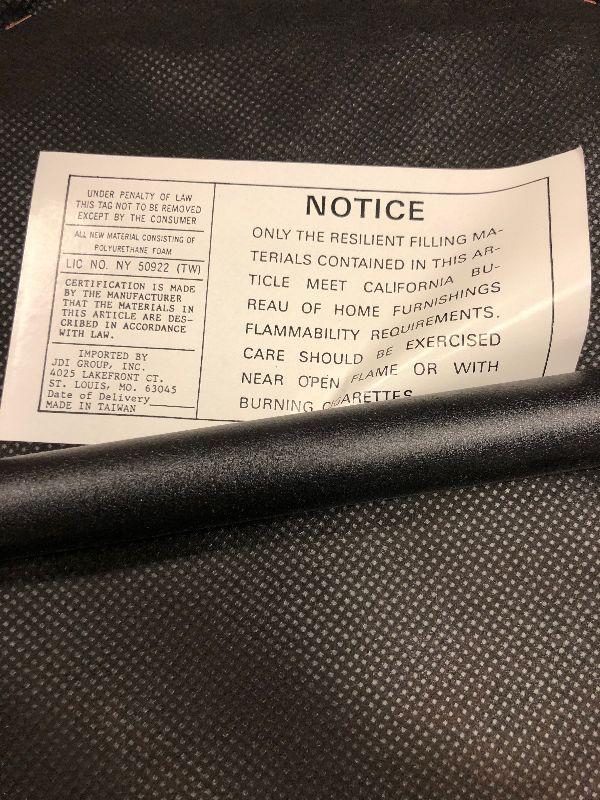 UNDER PENALTY OF LAW
THIS TAG NOT TO BE REMOVED
EXCEPT BY THE CONSUMER
ALL NEW MATERIAL CONSISTING OF
POLYURETHANE FOAM
LIC NO. NY 50922 (TW)
CERTIFICATION IS MADE
BY THE MANUFACTURER
THAT THE MATERIALS IN
THIS ARTICLE ARE DES-
CRIBED IN ACCORDANCE
WITH LAW.
IMPORTED BY
JDI GROUP, INC.
4025 LAKEFRONT CT.
ST. LOUIS, MO. 63045
Date of Delivery
MADE IN TAIWAN
NOTICE
ONLY THE RESILIENT FILLING MA-
TERIALS CONTAINED IN THIS AR-
TICLE MEET CALIFORNIA BU-
REAU OF HOME FURNISHINGS
FLAMMABILITY REQUIREMENTS.
CARE SHOULD BE EXERCISED
NEAR OPEN FLAME OR WITH
BURNING CIGARETTES